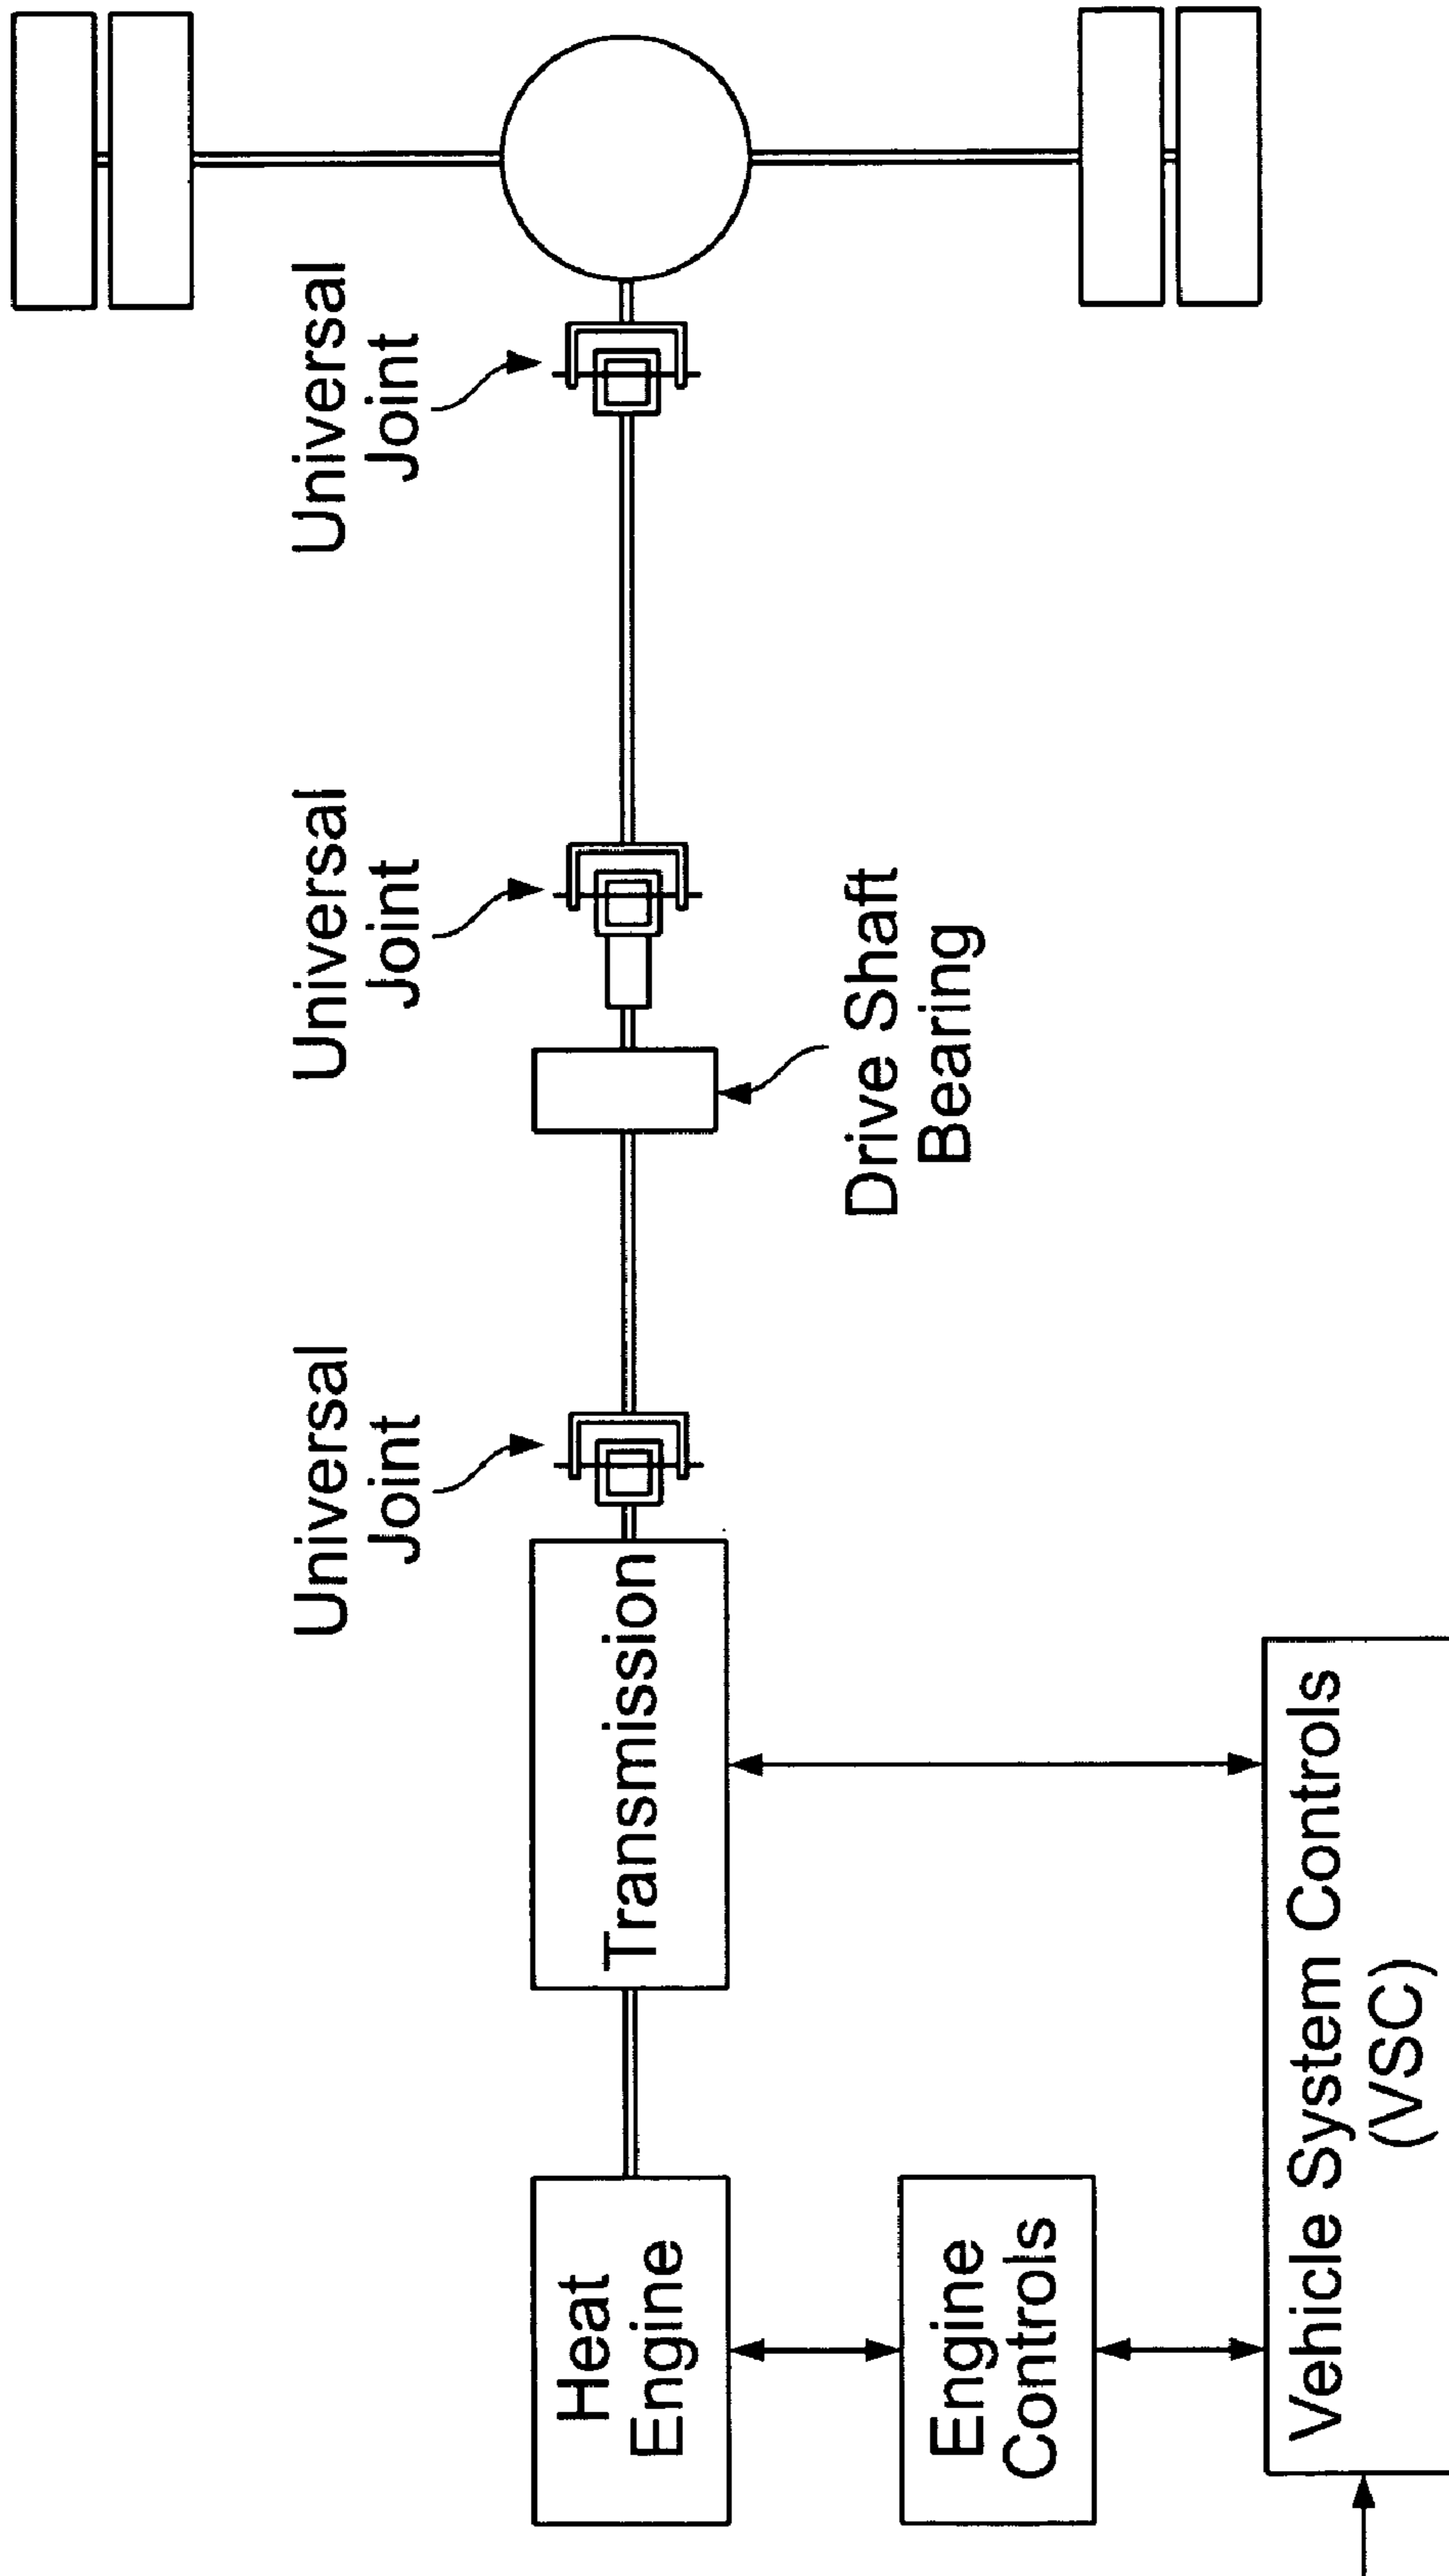 Heat
Engine
Transmission
Universal
Joint
Universal
Joint
Universal
Joint
Drive Shaft
Bearing
Engine
Controls
Vehicle System Controls
(VSC)